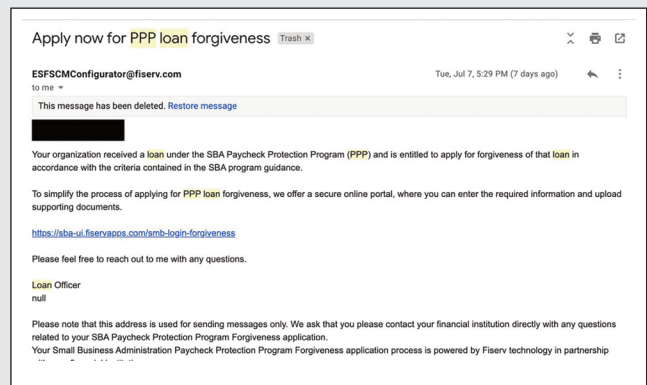 Apply now for PPP loan forgiveness Trash ×
ESFSCMConfigurator@fiserv.com Tue, Jul 7, 5:29 PM (7 days ago)
to me
This message has been deleted. Restore message
Your organization received a loan under the SBA Paycheck Protection Program (PPP) and is entitled to apply for forgiveness of that loan in
accordance with the criteria contained in the SBA program guidance.
To simplify the process of applying for PPP loan forgiveness, we offer a secure online portal, where you can enter the required information and upload
supporting documents.
https://sba-ui.fiservapps.com/smb-login-forgiveness
Please feel free to reach out to me with any questions.
Loan Officer
null
Please note that this address is used for sending messages only. We ask that you please contact your financial institution directly with any questions
related to your SBA Paycheck Protection Program Forgiveness application.
Your Small Business Administration Paycheck Protection Program Forgiveness application process is powered by Fiserv technology in partnership